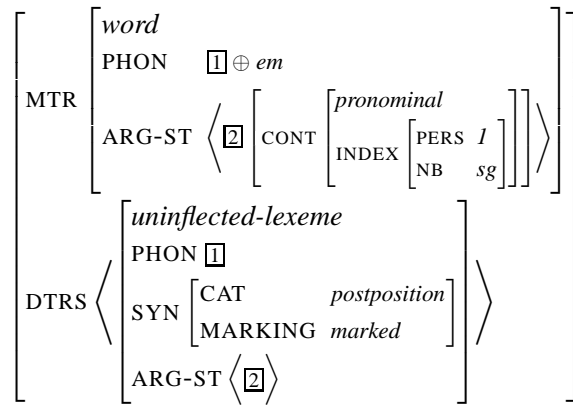 word
PHON 1 ⊕ em
pronominal
MTR ARG-ST ⟨ 2 CONT INDEX PERS 1
NB sg ⟩
uninflected-lexeme
PHON 1
DTRS ⟨ SYN CAT postposition ⟩
MARKING marked
ARG-ST ⟨ 2 ⟩